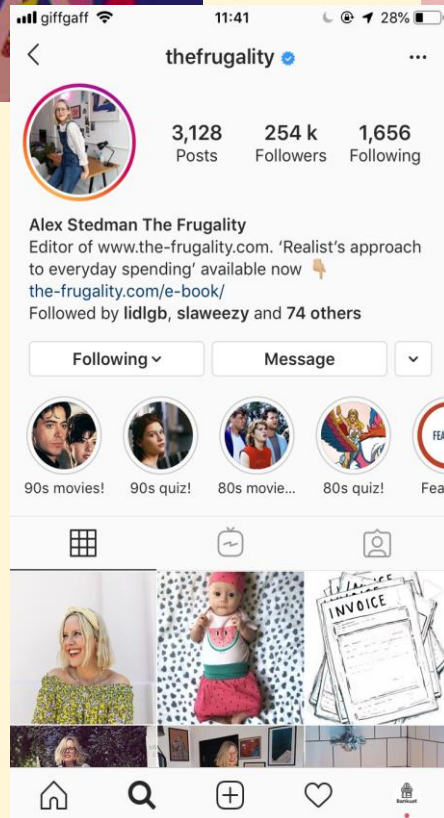 giffgaff 11:41 28%
thefrugality
3,128 254 k 1,656
Posts Followers Following
Alex Stedman The Frugality
Editor of www.the-frugality.com. ‘Realist’s approach
to everyday spending’ available now 👇🏼
the-frugality.com/e-book/
Followed by lidlgb, slaweezy and 74 others
Following Message
FEA
90s movies! 90s quiz! 80s movie... 80s quiz! Fea
INVOICE
Bankuet